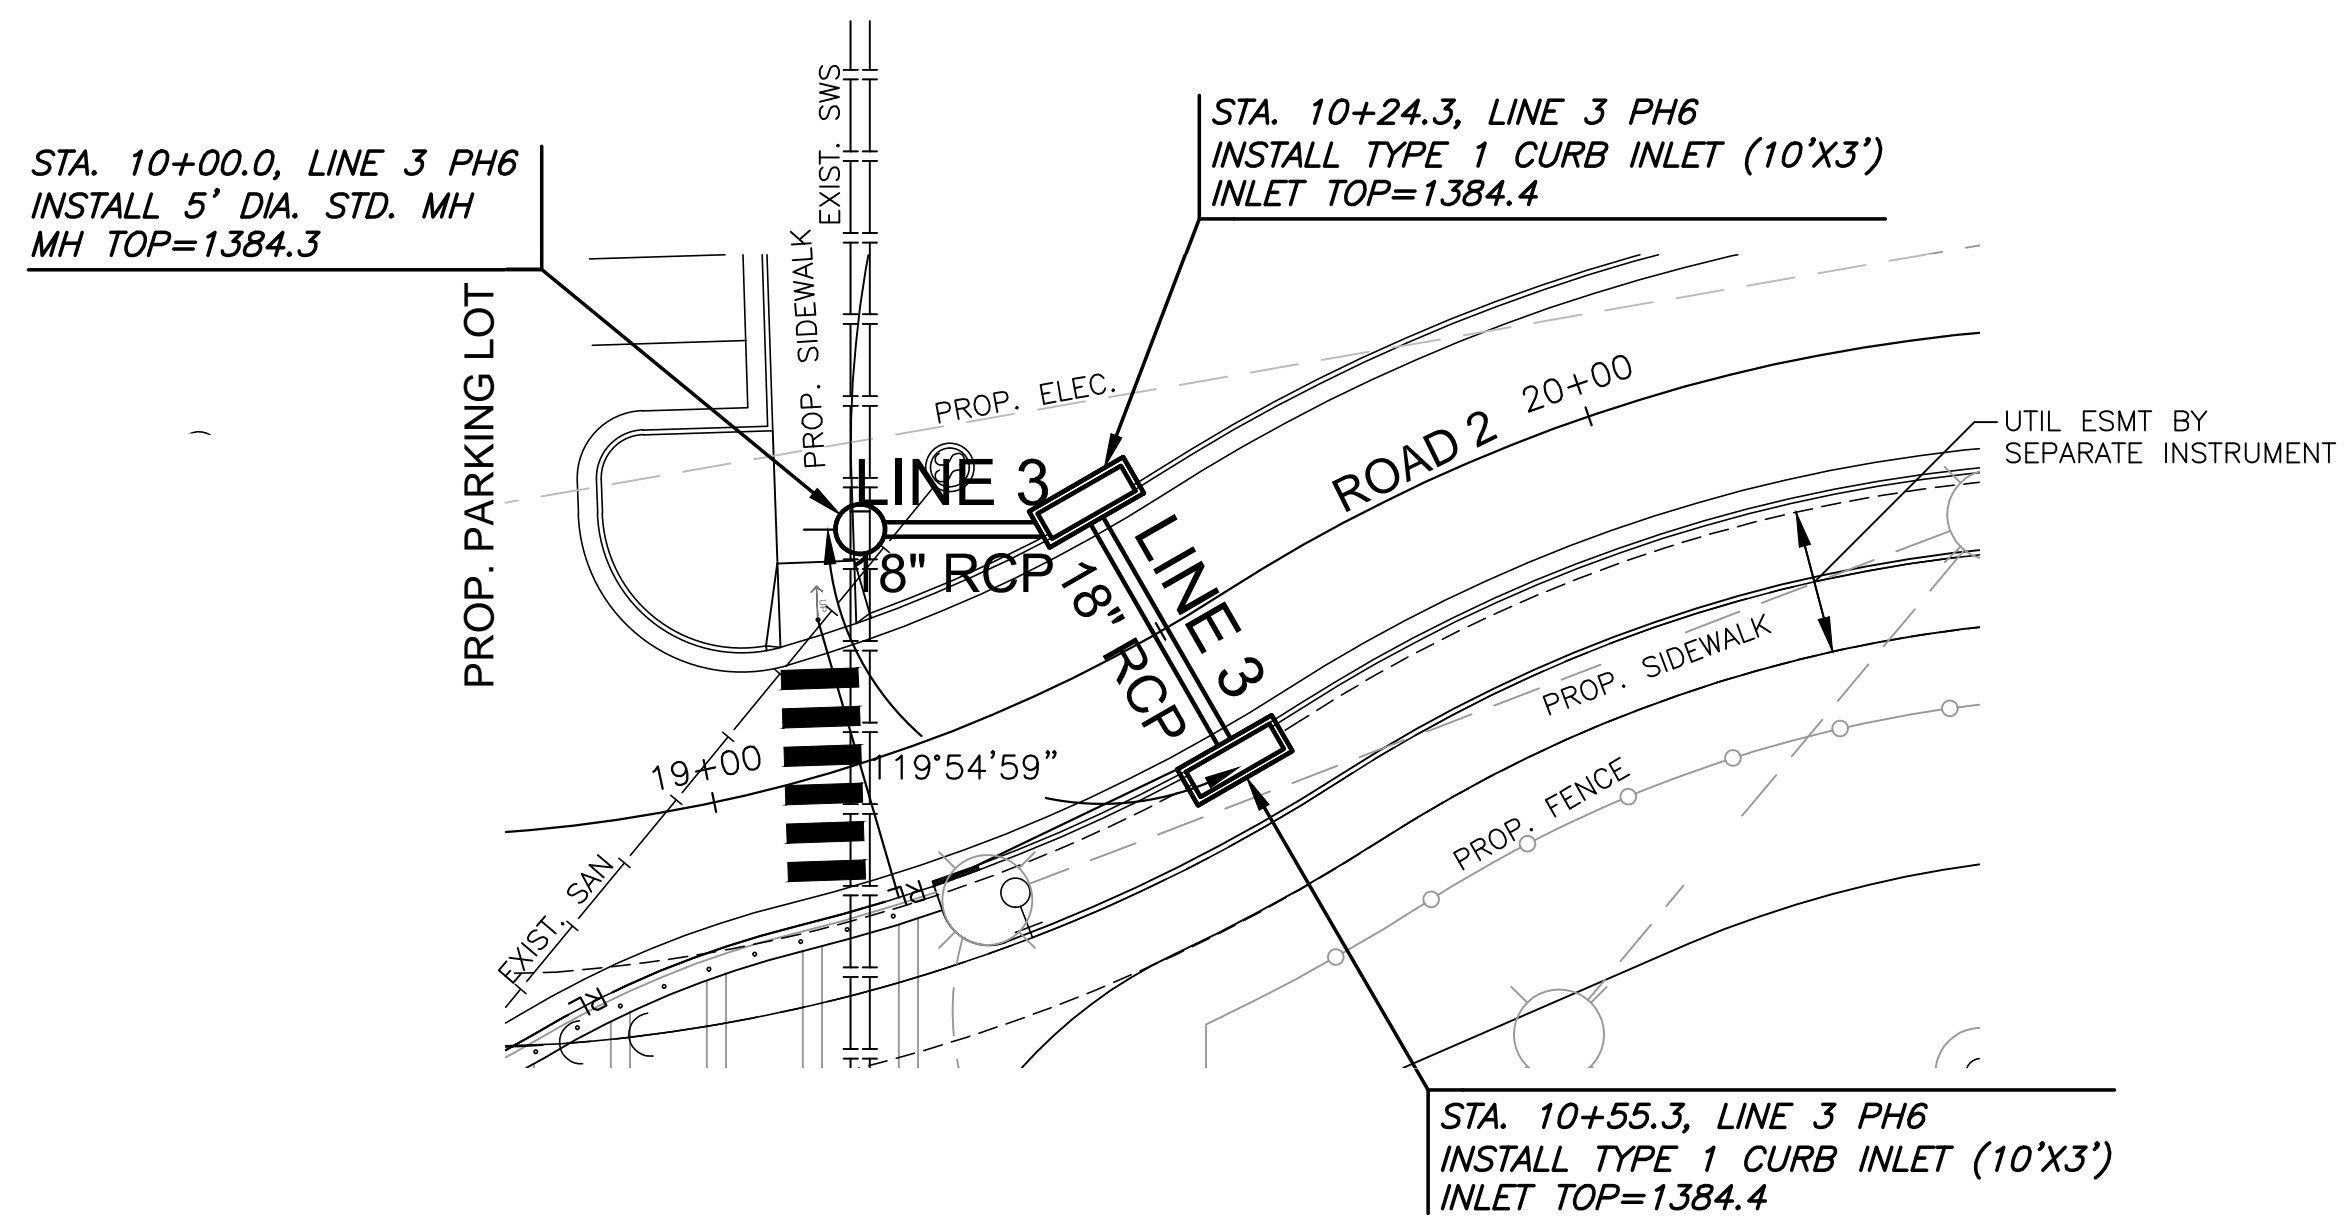 STA. 10+00.0, LINE 3 PH6
INSTALL 5' DIA. STD. MH
MH TOP=1384.3
EXIST. SWS
STA. 10+24.3, LINE 3 PH6
INSTALL TYPE 1 CURB INLET (10'X3')
INLET TOP=1384.4
PROP. PARKING LOT
PROP. SIDEWALK
PROP. ELEC.
LINE 3
18" RCP
ROAD 2
20+00
UTIL ESMT BY
SEPARATE INSTRUMENT
LINE 3
18" RCP
UP
19+00
119°54'59"
PROP. SIDEWALK
PROP. FENCE
EXIST. SAN
RL
RL
STA. 10+55.3, LINE 3 PH6
INSTALL TYPE 1 CURB INLET (10'X3')
INLET TOP=1384.4